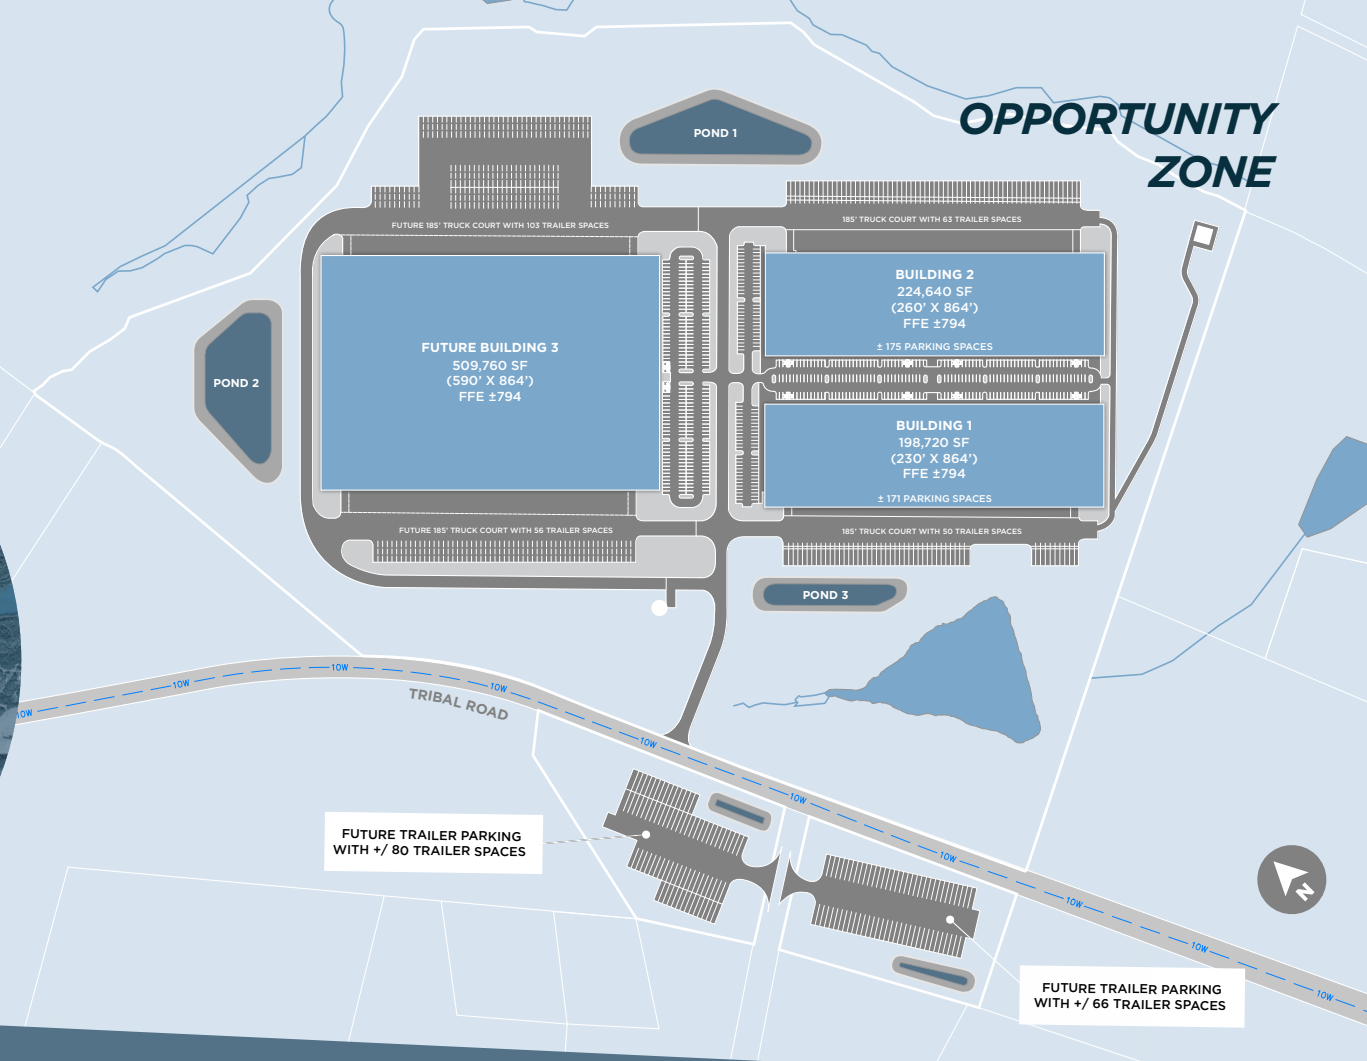 OPPORTUNITY
ZONE
POND 1
FUTURE 185' TRUCK COURT WITH 103 TRAILER SPACES
185' TRUCK COURT WITH 63 TRAILER SPACES
BUILDING 2
224,640 SF
(260' X 864')
FFE ±794
± 175 PARKING SPACES
FUTURE BUILDING 3
509,760 SF
(590' X 864')
FFE ±794
POND 2
BUILDING 1
198,720 SF
(230' X 864')
FFE ±794
± 171 PARKING SPACES
FUTURE 185' TRUCK COURT WITH 56 TRAILER SPACES
185' TRUCK COURT WITH 50 TRAILER SPACES
POND 3
10W
10W
10W
10W
TRIBAL ROAD
10W
10W
10W
10W
10W
10W
FUTURE TRAILER PARKING
WITH +/ 80 TRAILER SPACES
N
FUTURE TRAILER PARKING
WITH +/ 66 TRAILER SPACES